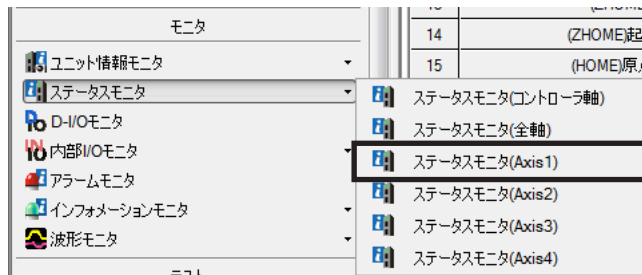 モニタ
ユニット情報モニタ
ステータスモニタ
D-I/Oモニタ
内部I/Oモニタ
アラームモニタ
インフォメーションモニタ
波形モニタ
14 (ZHOME)起
15 (HOME)原
ステータスモニタ(コントローラ軸)
ステータスモニタ(全軸)
ステータスモニタ(Axis1)
ステータスモニタ(Axis2)
ステータスモニタ(Axis3)
ステータスモニタ(Axis4)